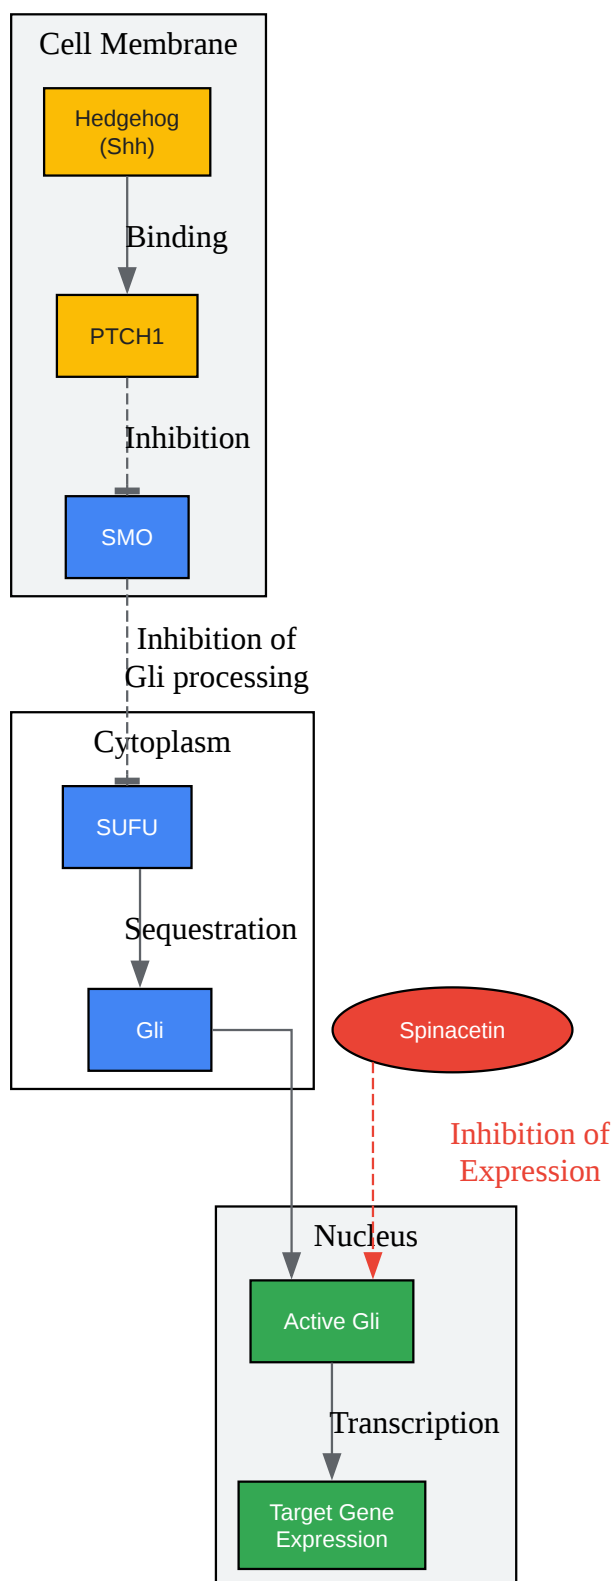 Cell Membrane
Hedgehog
(Shh)
Binding
PTCH1
Inhibition
SMO
Inhibition of
Gli processing
Cytoplasm
SUFU
Sequestration
Gli
Spinacetin
Inhibition of
Expression
Nucleus
Active Gli
Transcription
Target Gene
Expression